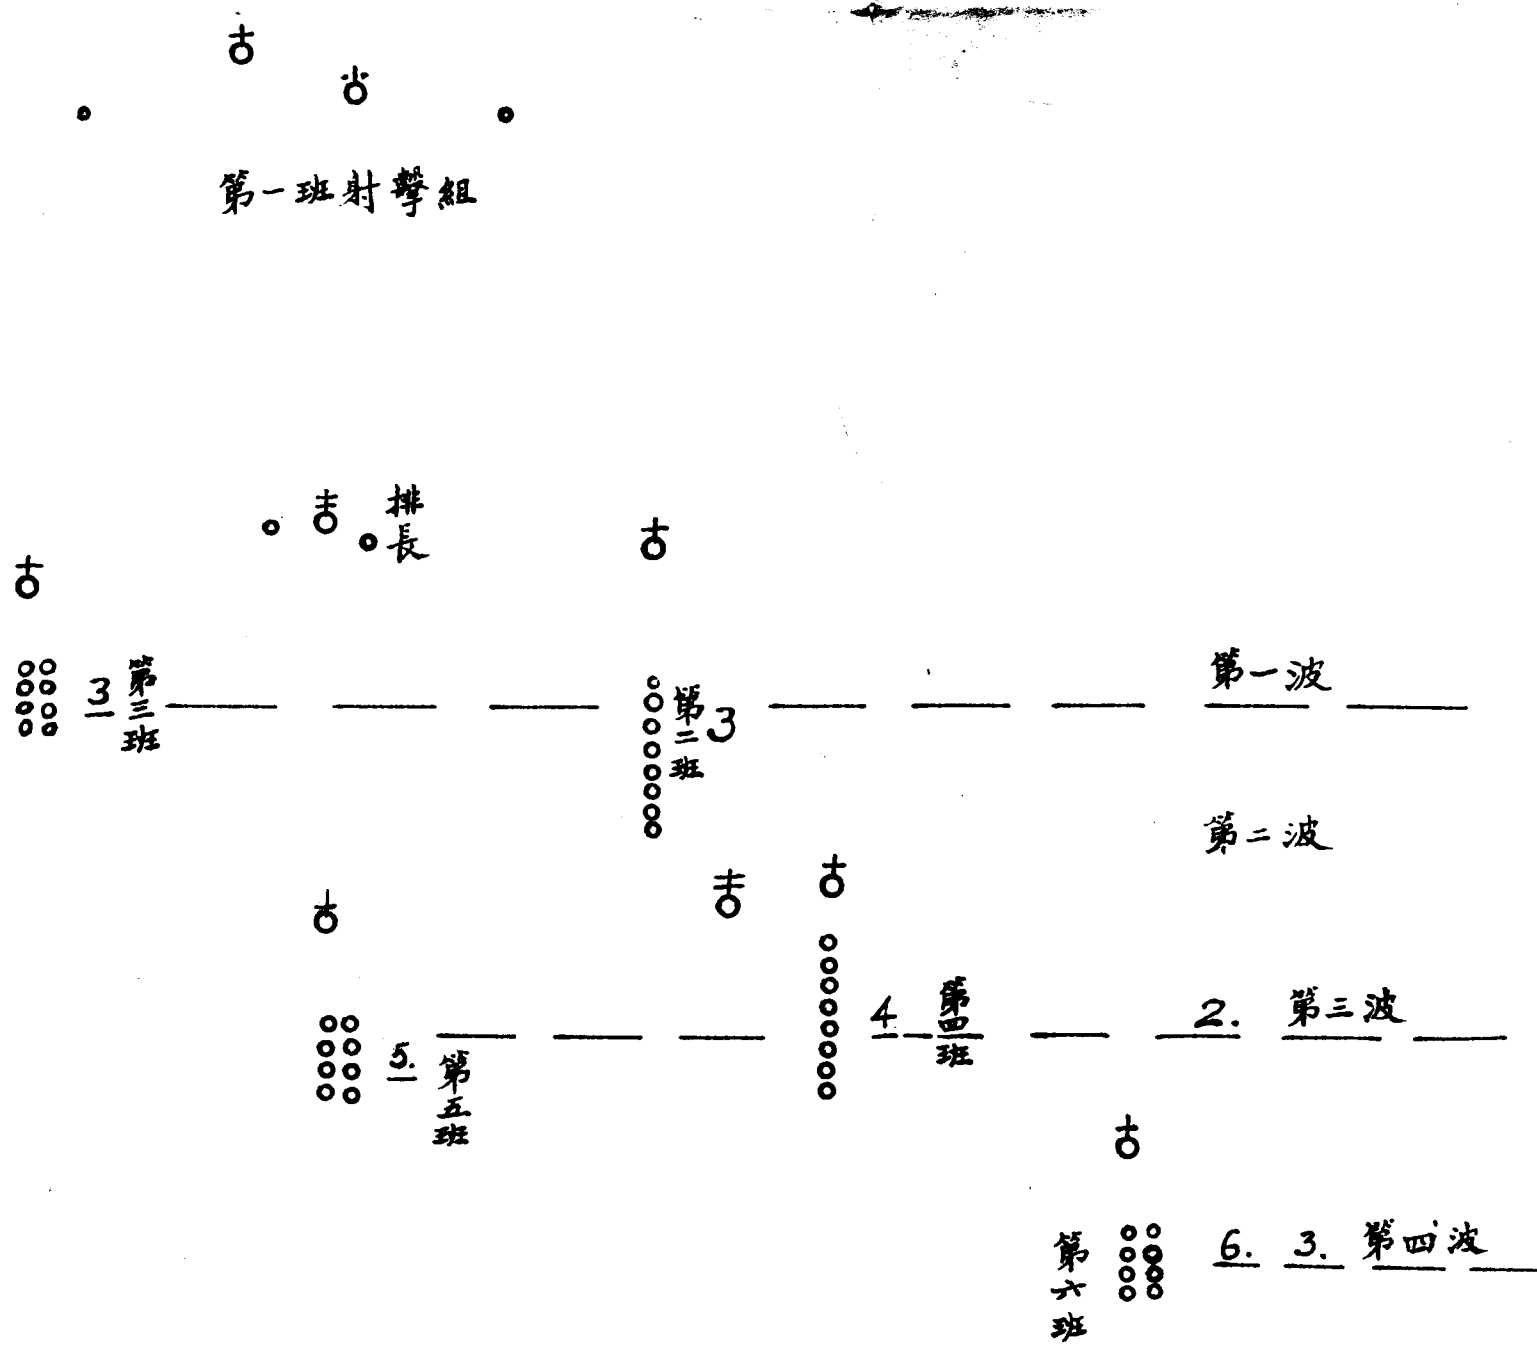 第一班射擊組
排長
第一波
3 第三班
第二班 3
第二波
4 第四班
2. 第三波
5. 第五班
第六班
6. 3. 第四波